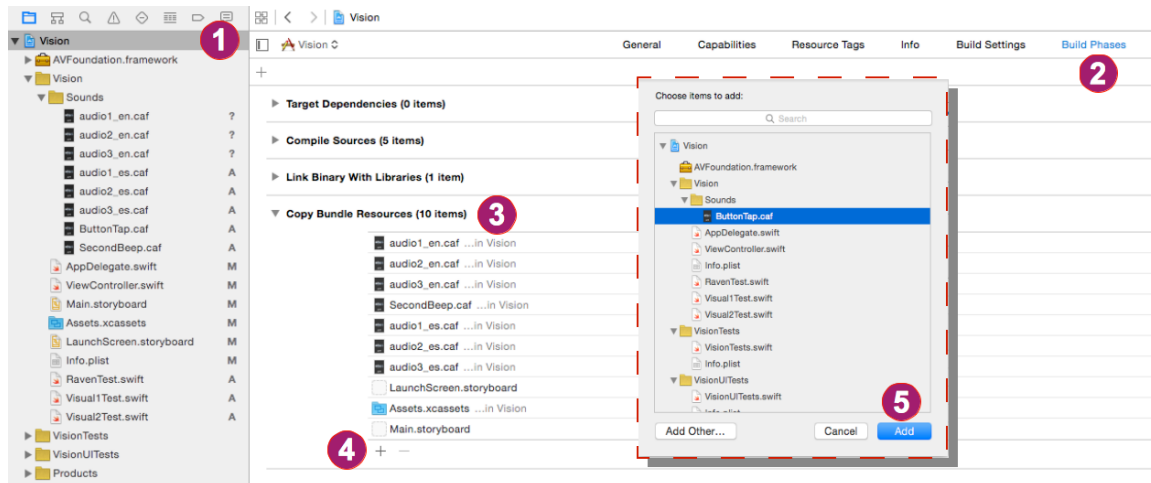 Vision
1
Vision
AVFoundation.framework
Vision
Sounds
audio1_en.caf ?
audio2_en.caf ?
audio3_en.caf ?
audio1_es.caf A
audio2_es.caf A
audio3_es.caf A
ButtonTap.caf A
SecondBeep.caf A
AppDelegate.swift M
ViewController.swift M
Main.storyboard M
Assets.xcassets M
LaunchScreen.storyboard M
Info.plist M
RavenTest.swift A
Visual1Test.swift A
Visual2Test.swift A
VisionTests
VisionUITests
Products
Vision
General Capabilities Resource Tags Info Build Settings Build Phases
2
+
Target Dependencies (0 items)
Compile Sources (5 items)
Link Binary With Libraries (1 item)
Copy Bundle Resources (10 items)
3
audio1_en.caf ...in Vision
audio2_en.caf ...in Vision
audio3_en.caf ...in Vision
SecondBeep.caf ...in Vision
audio1_es.caf ...in Vision
audio2_es.caf ...in Vision
audio3_es.caf ...in Vision
LaunchScreen.storyboard
Assets.xcassets ...in Vision
Main.storyboard
4
+ −
Choose items to add:
Search
Vision
AVFoundation.framework
Vision
Sounds
ButtonTap.caf
AppDelegate.swift
ViewController.swift
Info.plist
RavenTest.swift
Visual1Test.swift
Visual2Test.swift
VisionTests
VisionTests.swift
Info.plist
VisionUITests
VisionUITests.swift
Info.plist
5
Add Other... Cancel Add